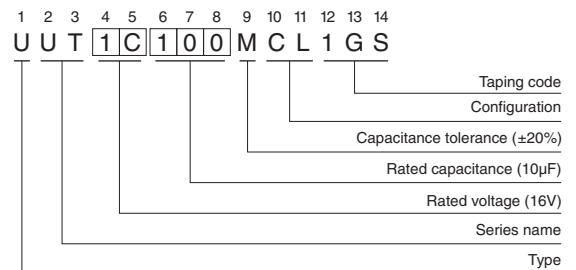 1 2 3 4 5 6 7 8 9 10 11 12 13 14
U U T 1 C 1 0 0 M C L 1 G S
Taping code
Configuration
Capacitance tolerance (±20%)
Rated capacitance (10µF)
Rated voltage (16V)
Series name
Type